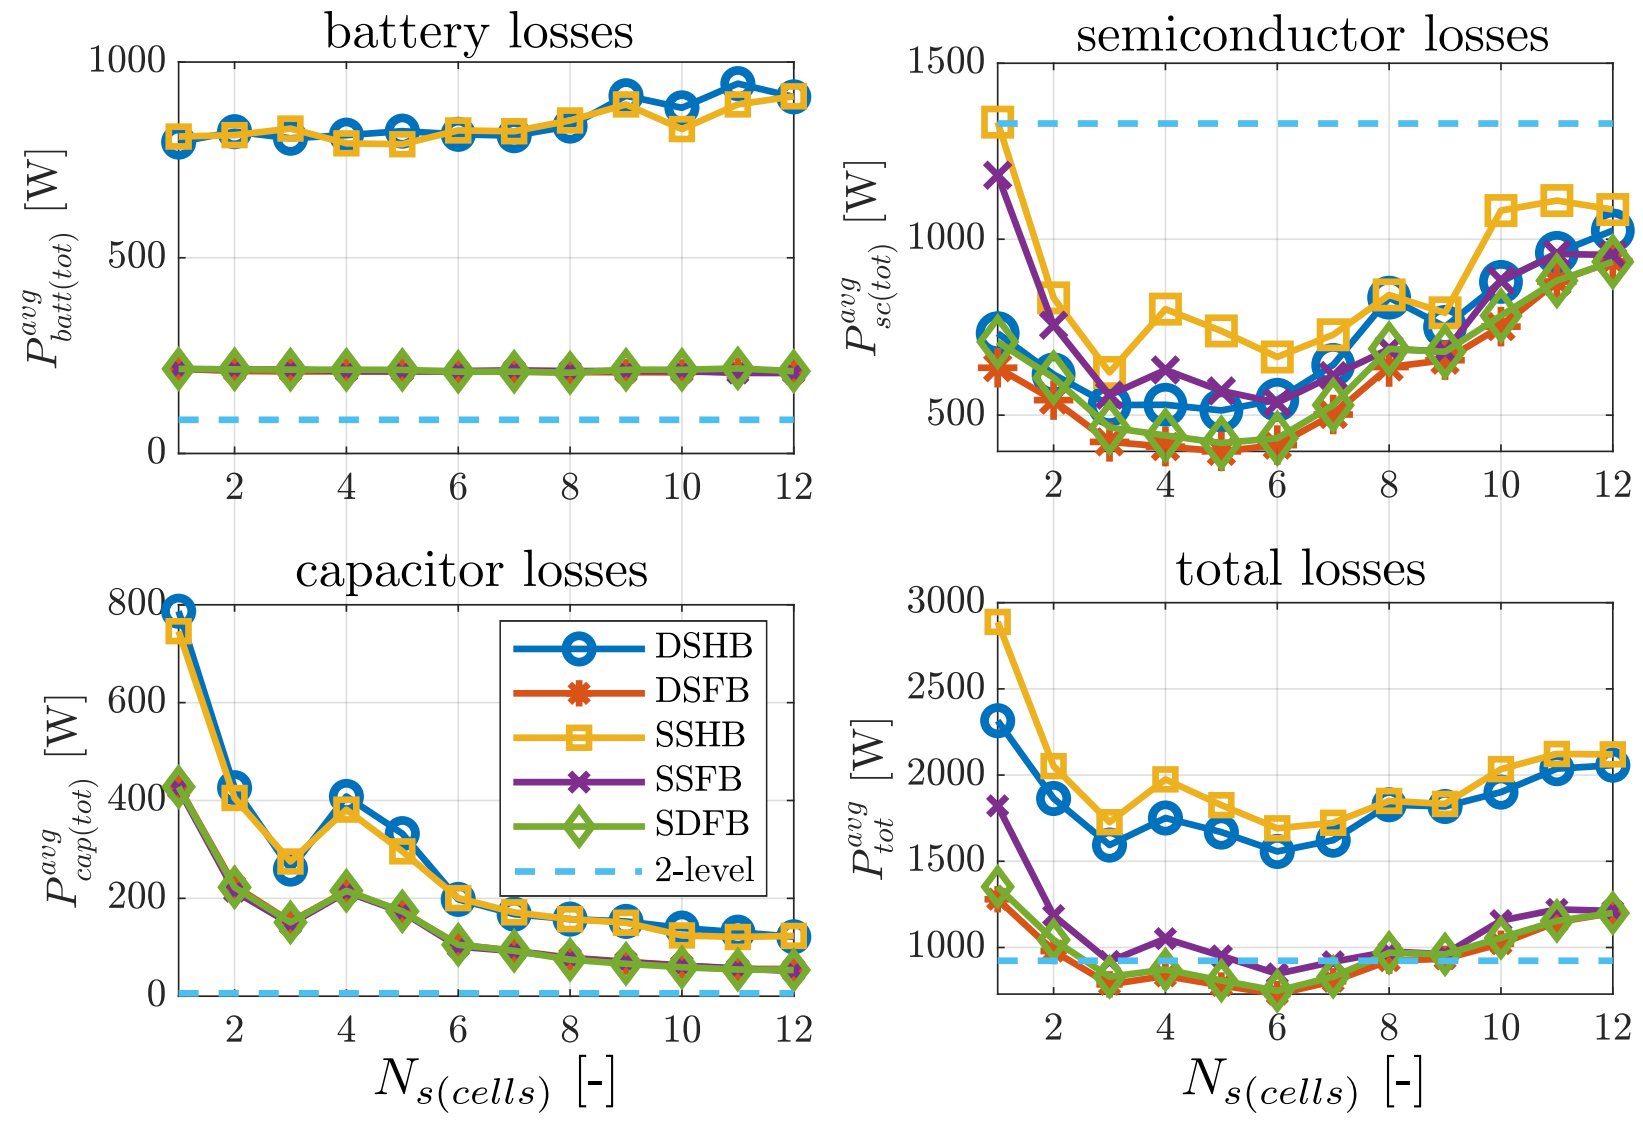 battery losses
1000
500
0
P^{avg}_{batt(tot)} [W]
2 4 6 8 10 12
semiconductor losses
1500
1000
500
P^{avg}_{sc(tot)} [W]
2 4 6 8 10 12
capacitor losses
800
600
400
200
0
P^{avg}_{cap(tot)} [W]
DSHB
DSFB
SSHB
SSFB
SDFB
2-level
2 4 6 8 10 12
N_{s(cells)} [-]
total losses
3000
2500
2000
1500
1000
P^{avg}_{tot} [W]
2 4 6 8 10 12
N_{s(cells)} [-]